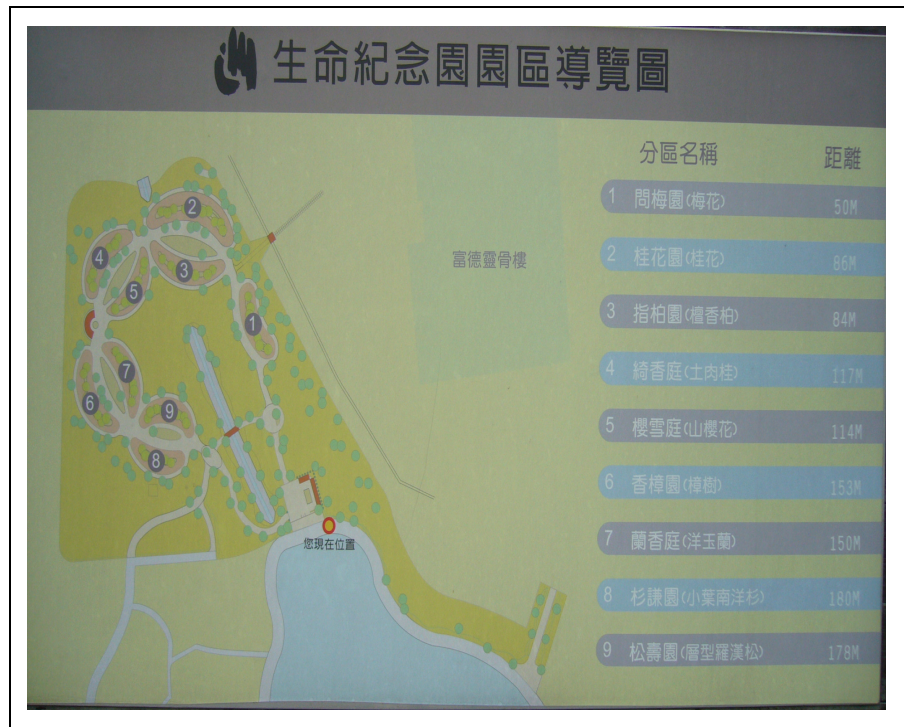 生命紀念園園區導覽圖
分區名稱 距離
1 問梅園(梅花) 50M
2 桂花園(桂花) 86M
3 指柏園(檀香柏) 84M
4 綺香庭(土肉桂) 117M
5 櫻雪庭(山櫻花) 114M
6 香樟園(樟樹) 153M
7 蘭香庭(洋玉蘭) 150M
8 杉謙園(小葉南洋杉) 180M
9 松壽園(層型羅漢松) 178M
富德靈骨樓
2
4
3
5
1
7
6
9
8
您現在位置